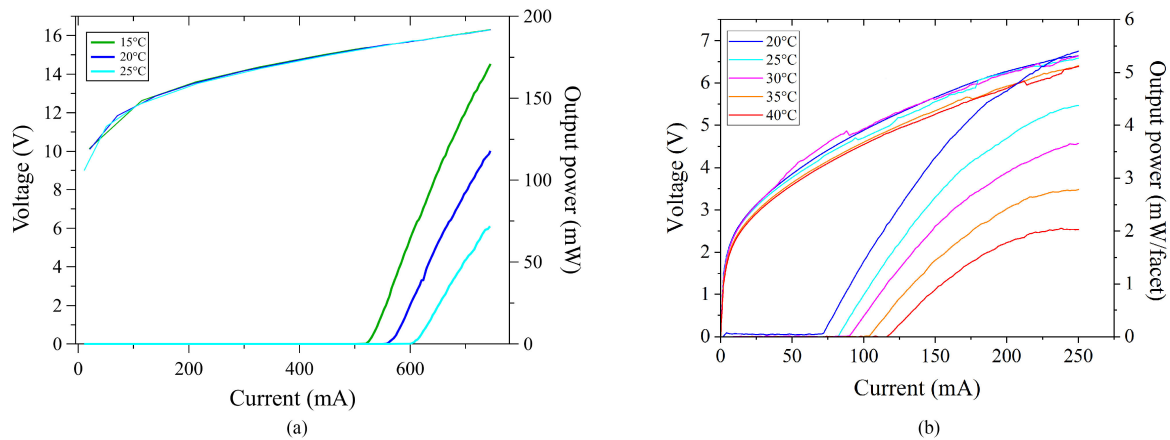 16
14
12
10
8
6
4
2
0
Voltage (V)
15°C
20°C
25°C
200
150
100
50
0
Output power (mW)
0
200
400
600
Current (mA)
(a)
7
6
5
4
3
2
1
0
Voltage (V)
20°C
25°C
30°C
35°C
40°C
6
5
4
3
2
1
0
Output power (mW/facet)
0
50
100
150
200
250
Current (mA)
(b)